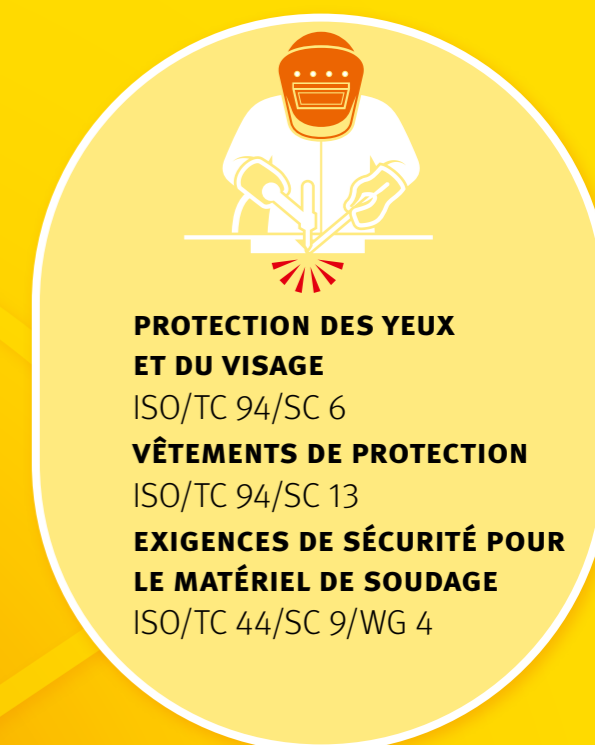 PROTECTION DES YEUX
ET DU VISAGE
ISO/TC 94/SC 6
VÊTEMENTS DE PROTECTION
ISO/TC 94/SC 13
EXIGENCES DE SÉCURITÉ POUR
LE MATÉRIEL DE SOUDAGE
ISO/TC 44/SC 9/WG 4